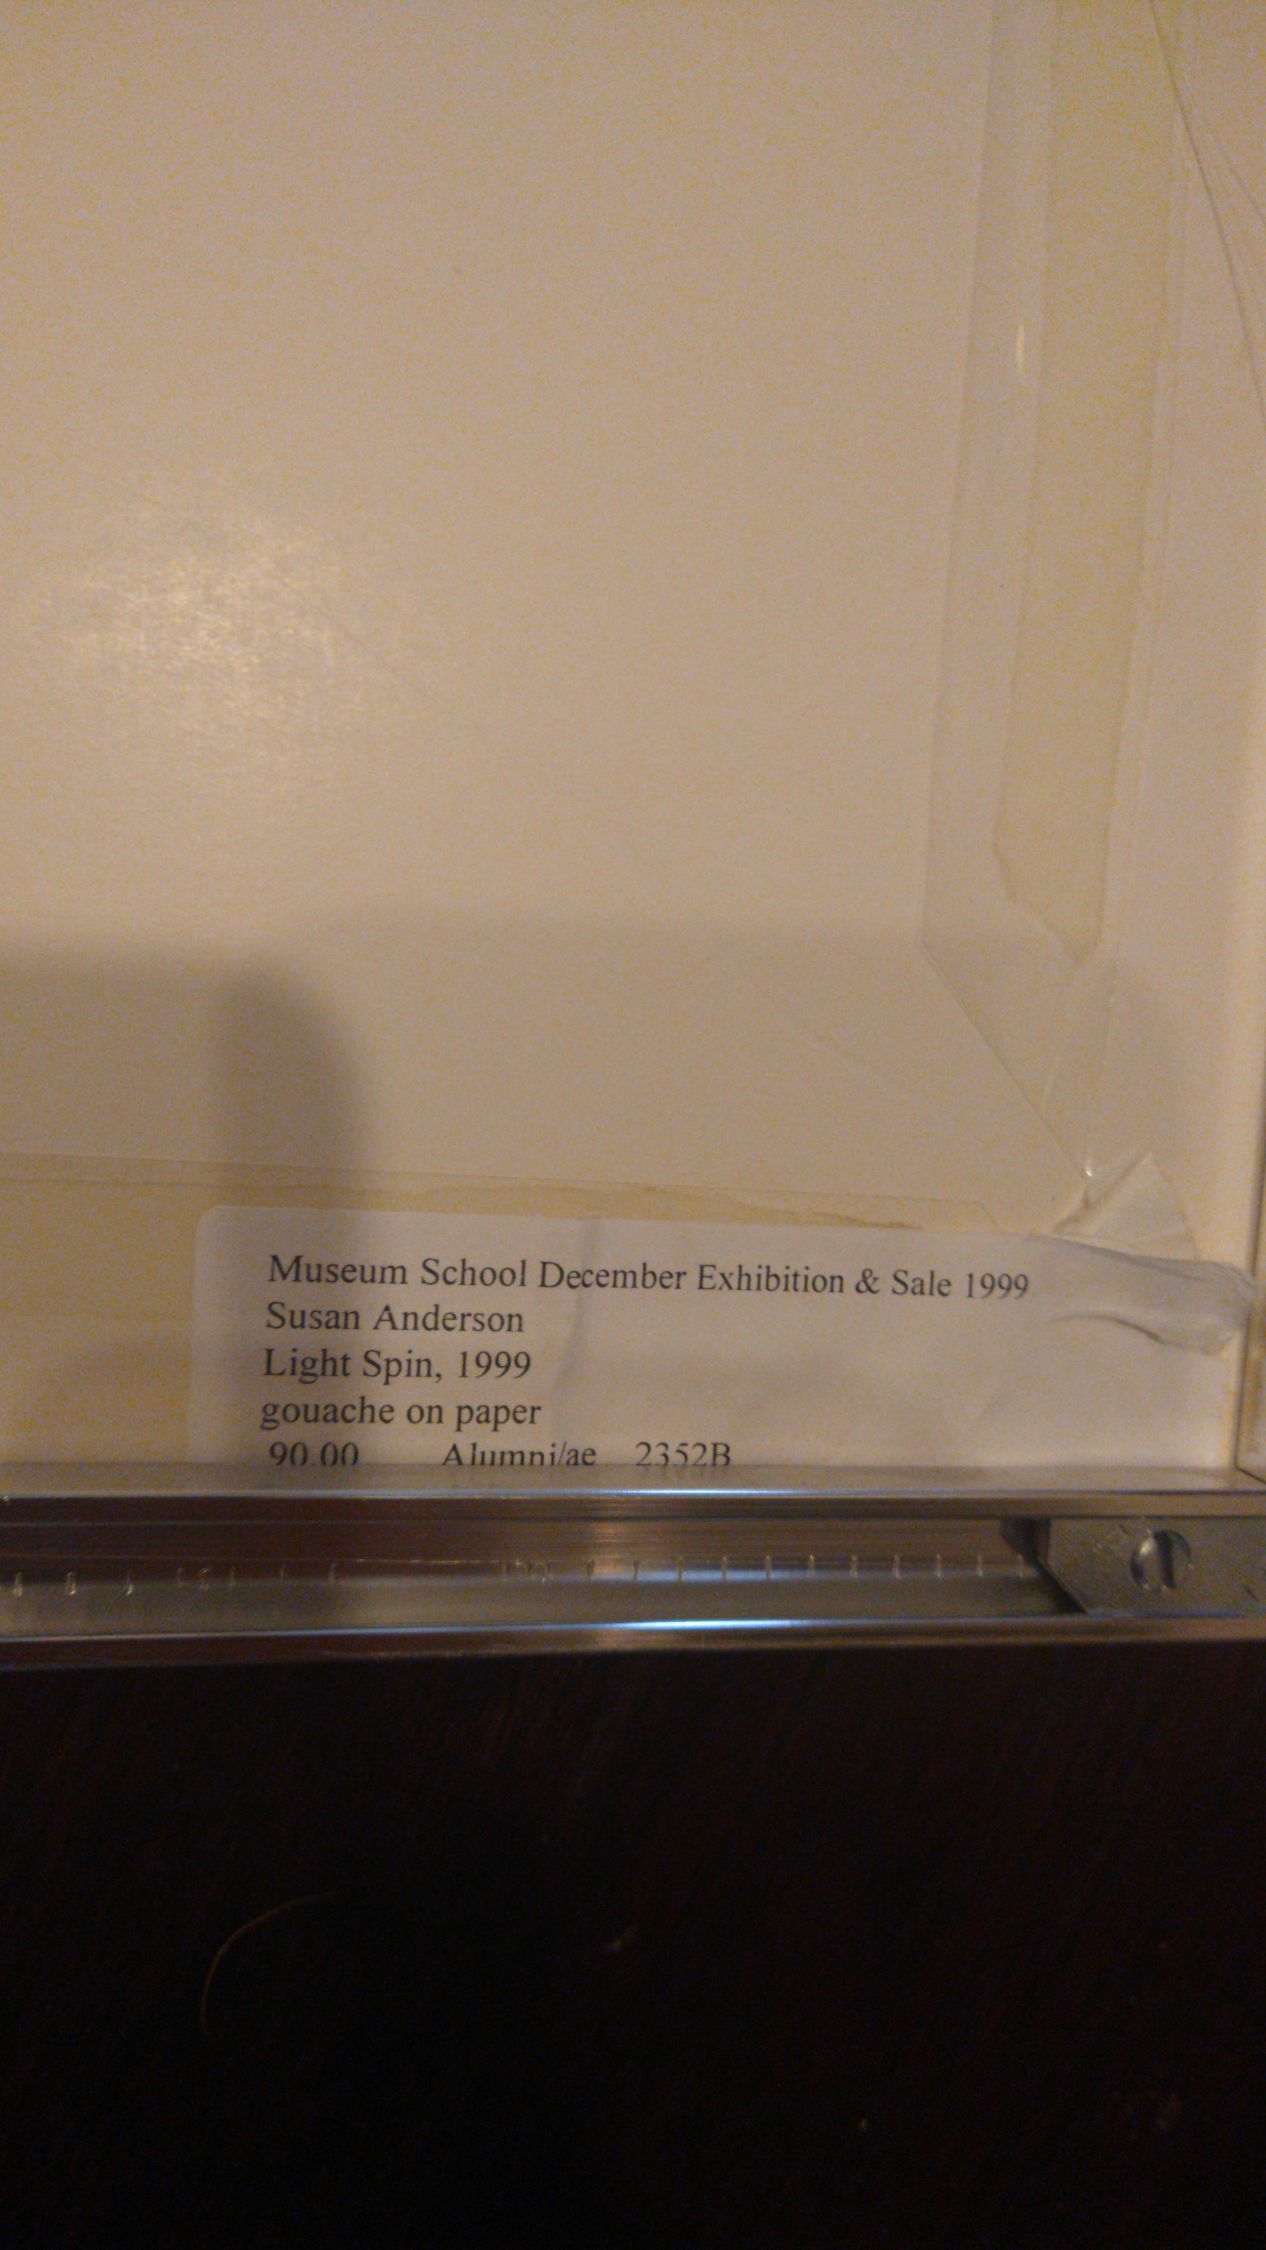 Museum School December Exhibition & Sale 1999
Susan Anderson
Light Spin, 1999
gouache on paper
90.00 Alumni/ae 2352B